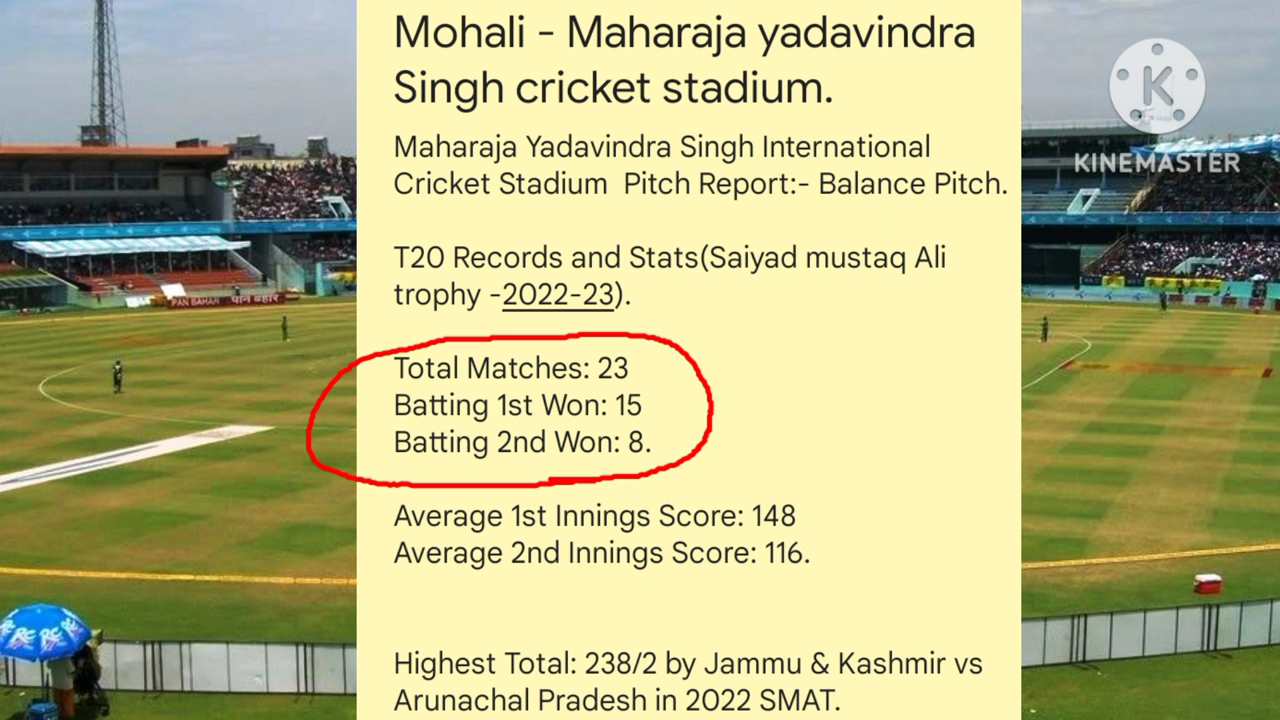 Mohali - Maharaja yadavindra
Singh cricket stadium.
Maharaja Yadavindra Singh International
Cricket Stadium Pitch Report:- Balance Pitch.
T20 Records and Stats(Saiyad mustaq Ali
trophy -2022-23).
Total Matches: 23
Batting 1st Won: 15
Batting 2nd Won: 8.
Average 1st Innings Score: 148
Average 2nd Innings Score: 116.
Highest Total: 238/2 by Jammu & Kashmir vs
Arunachal Pradesh in 2022 SMAT.
K
KINEMASTER
PAN BAHAR पान बहार
RC RC